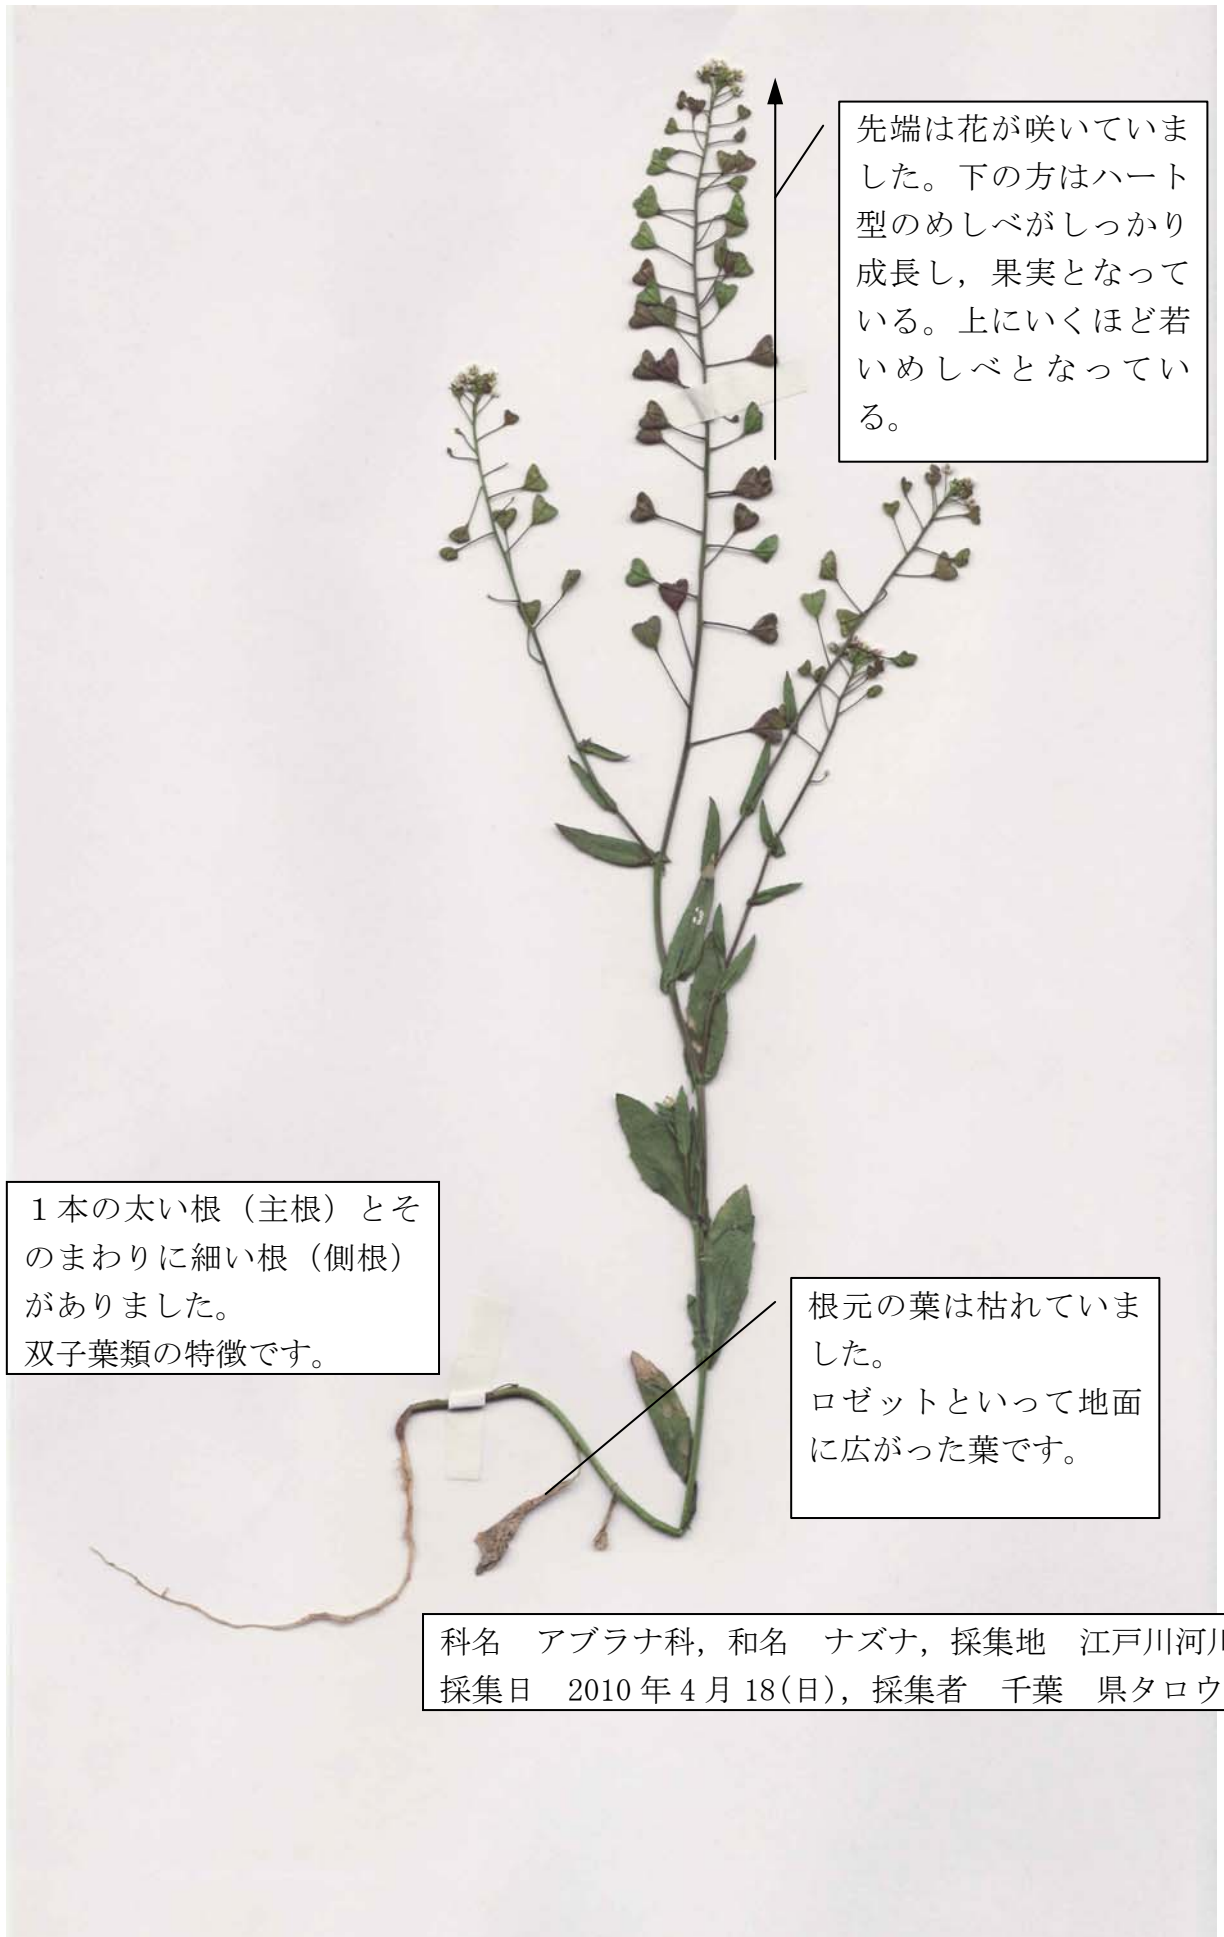 先端は花が咲いていま
した。下の方はハート
型のめしべがしっかり
成長し，果実となって
いる。上にいくほど若
いめしべとなってい
る。
１本の太い根（主根）とそ
のまわりに細い根（側根）
がありました。
双子葉類の特徴です。
根元の葉は枯れていま
した。
ロゼットといって地面
に広がった葉です。
科名　アブラナ科，和名　ナズナ，採集地　江戸川河
採集日　2010 年 4 月 18(日)，採集者　千葉　県タロウ